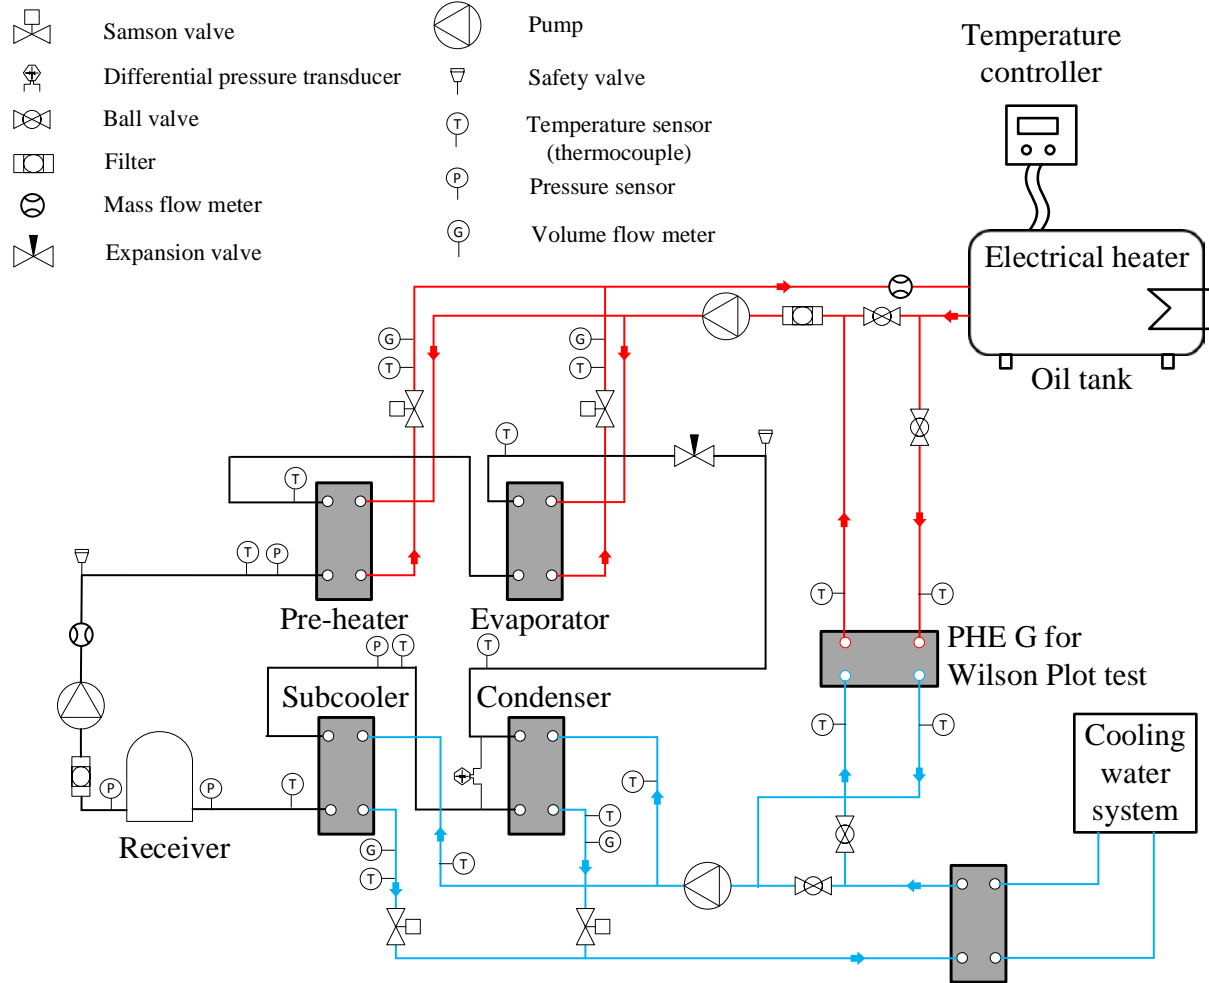 Samson valve
Differential pressure transducer
Ball valve
Filter
Mass flow meter
Expansion valve
Pump
Safety valve
T
Temperature sensor
(thermocouple)
P
Pressure sensor
G
Volume flow meter
Temperature
controller
Electrical heater
Oil tank
G
T
G
T
T
T
T
P
Pre-heater
Evaporator
T
T
PHE G for
Wilson Plot test
P
T
T
Subcooler
Condenser
T
T
Cooling
water
system
P
P
T
T
T
G
Receiver
G
T
T